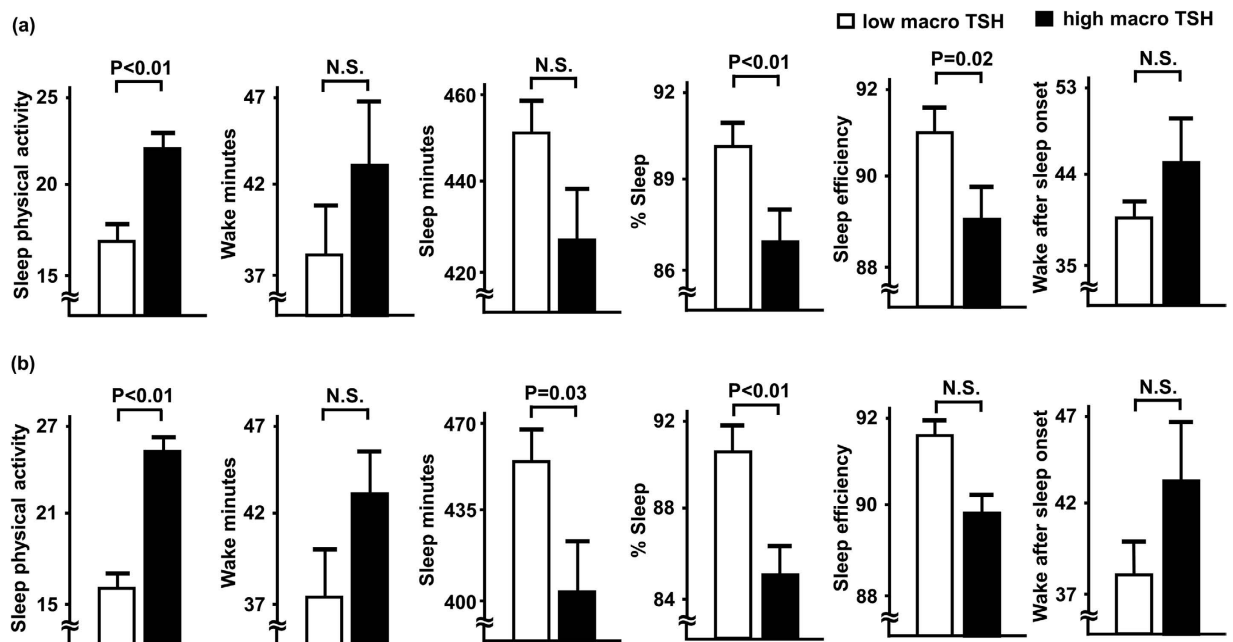 (a)
low macro TSH
high macro TSH
P<0.01
Sleep physical activity
25
20
15
N.S.
Wake minutes
47
42
37
N.S.
Sleep minutes
460
440
420
P<0.01
% Sleep
92
89
86
P=0.02
Sleep efficiency
92
90
88
N.S.
Wake after sleep onset
53
44
35
(b)
P<0.01
Sleep physical activity
27
21
15
N.S.
Wake minutes
47
42
37
P=0.03
Sleep minutes
470
435
400
P<0.01
% Sleep
92
88
84
N.S.
Sleep efficiency
92
90
88
N.S.
Wake after sleep onset
47
42
37